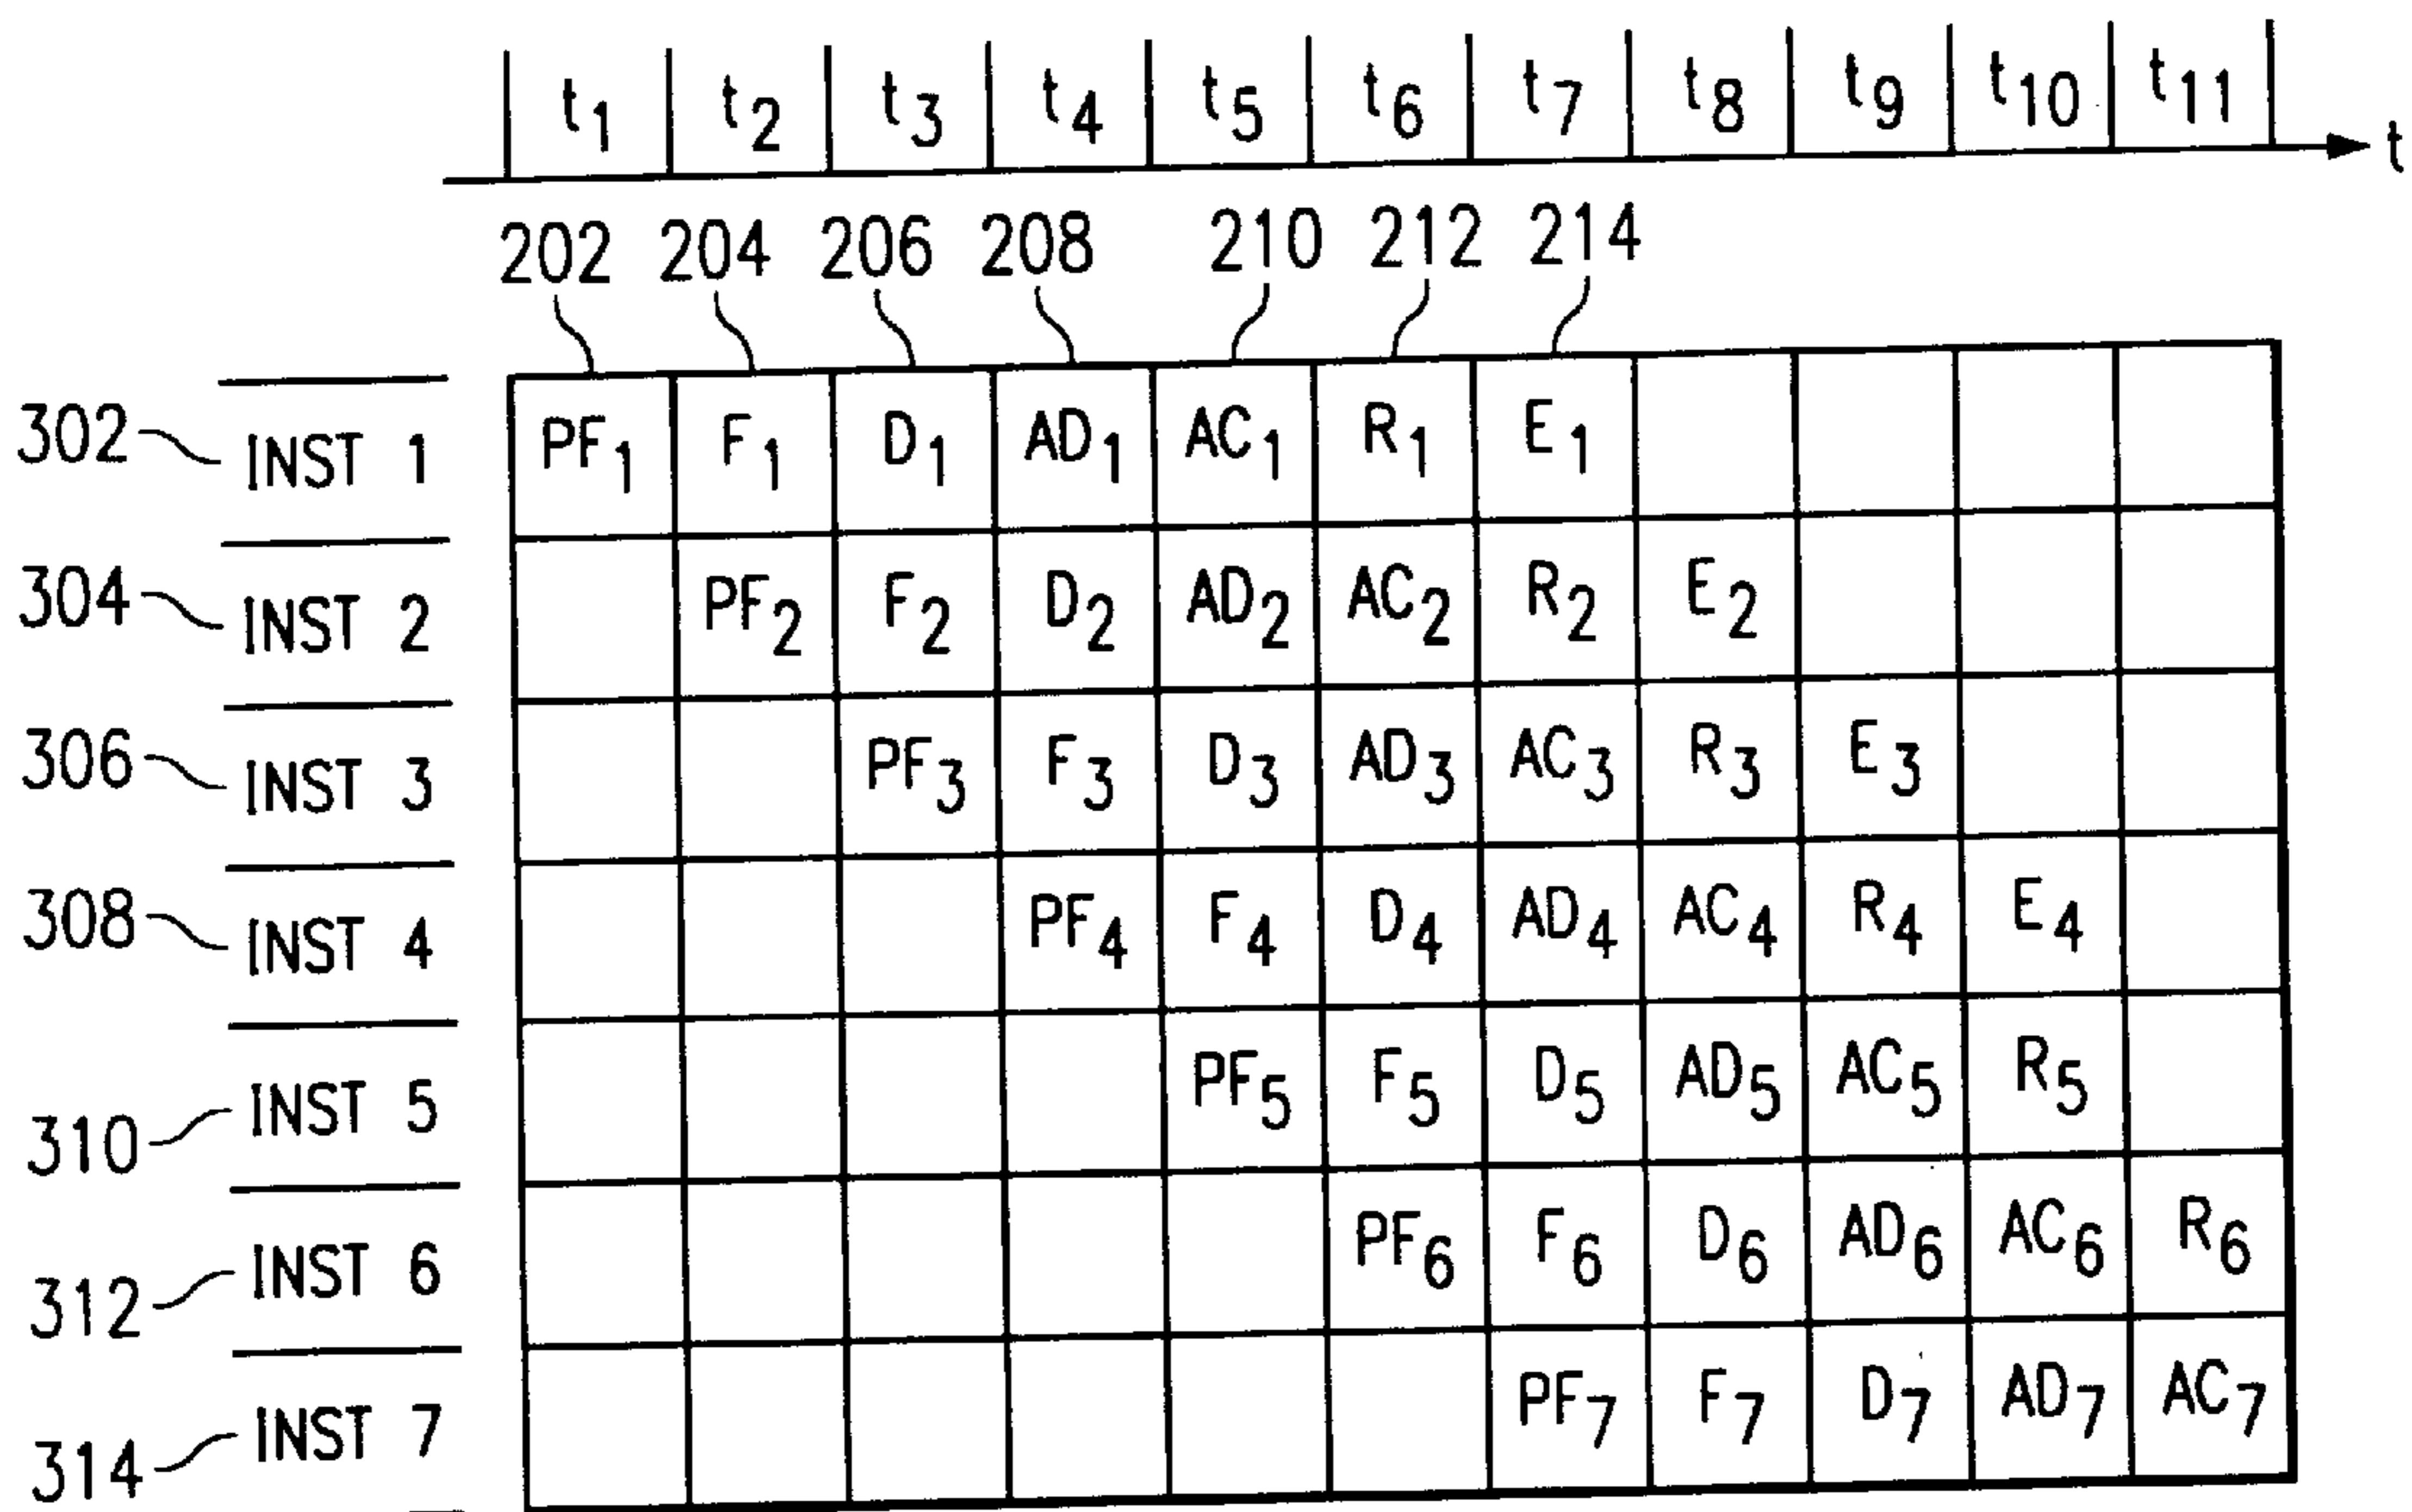 t1 t2 t3 t4 t5 t6 t7 t8 t9 t10 t11 t
202 204 206 208 210 212 214
302 INST 1 PF1 F1 D1 AD1 AC1 R1 E1
304 INST 2 PF2 F2 D2 AD2 AC2 R2 E2
306 INST 3 PF3 F3 D3 AD3 AC3 R3 E3
308 INST 4 PF4 F4 D4 AD4 AC4 R4 E4
310 INST 5 PF5 F5 D5 AD5 AC5 R5
312 INST 6 PF6 F6 D6 AD6 AC6 R6
314 INST 7 PF7 F7 D7 AD7 AC7